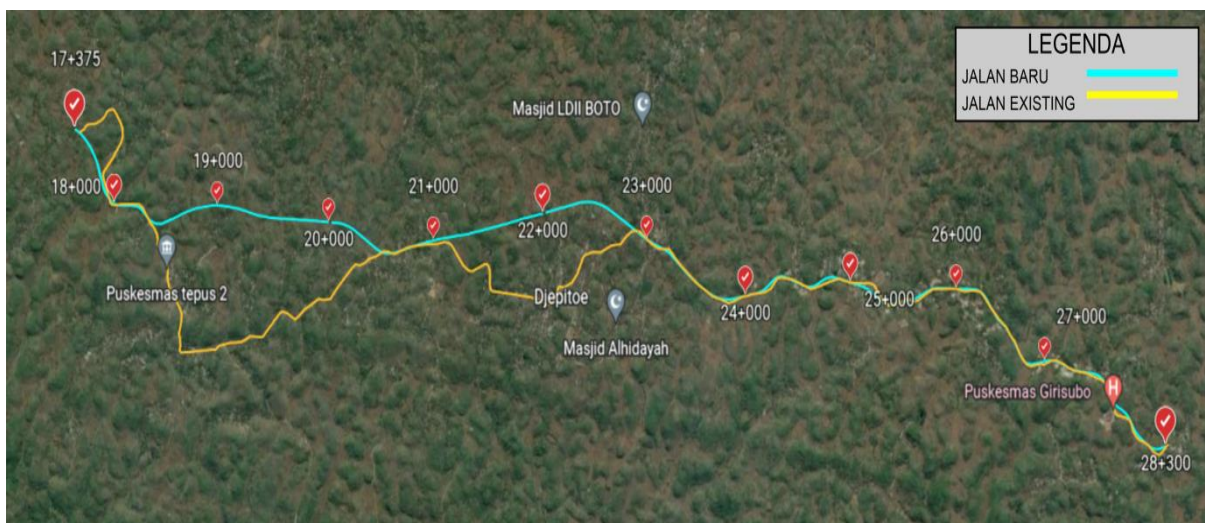 LEGENDA
JALAN BARU
JALAN EXISTING
17+375
Masjid LDII BOTO
18+000
19+000
20+000
21+000
22+000
23+000
Puskesmas tepus 2
Djepitoe
Masjid Alhidayah
24+000
25+000
26+000
27+000
Puskesmas Girisubo
H
28+300